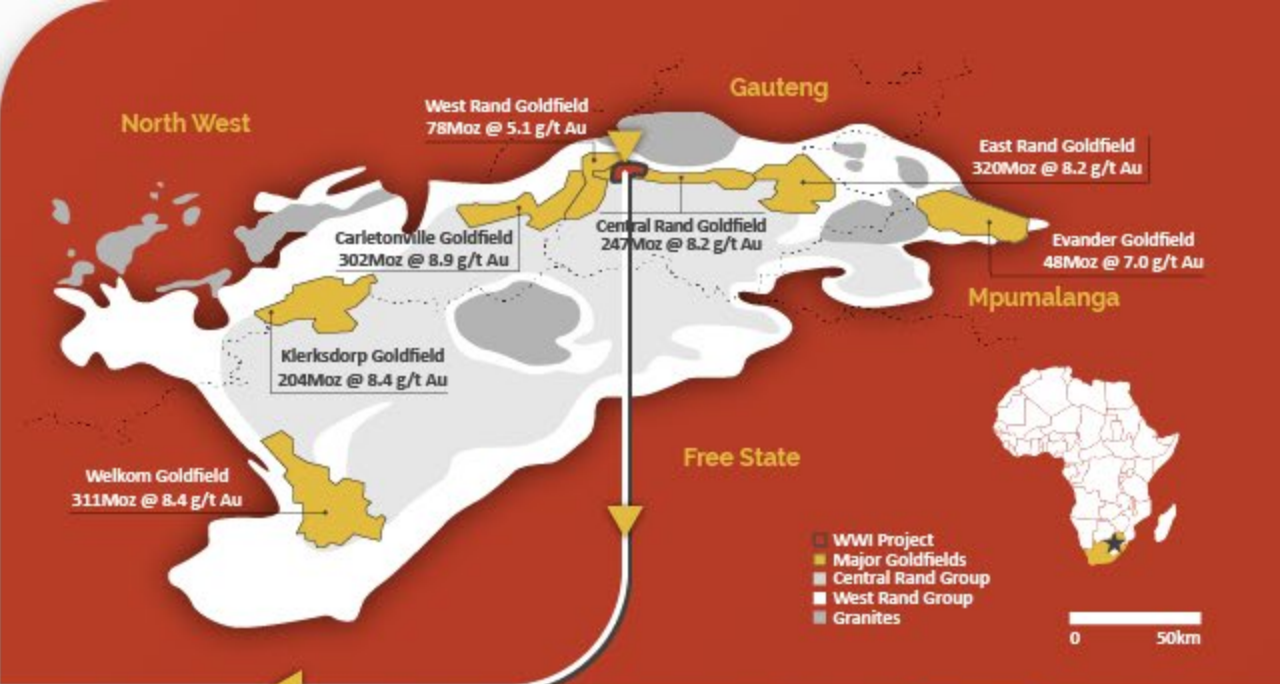 Gauteng
North West
West Rand Goldfield
78Moz @ 5.1 g/t Au
East Rand Goldfield
320Moz @ 8.2 g/t Au
Central Rand Goldfield
247Moz @ 8.2 g/t Au
Carletonville Goldfield
302Moz @ 8.9 g/t Au
Evander Goldfield
48Moz @ 7.0 g/t Au
Mpumalanga
Klerksdorp Goldfield
204Moz @ 8.4 g/t Au
Free State
Welkom Goldfield
311Moz @ 8.4 g/t Au
WWI Project
Major Goldfields
Central Rand Group
West Rand Group
Granites
0 50km